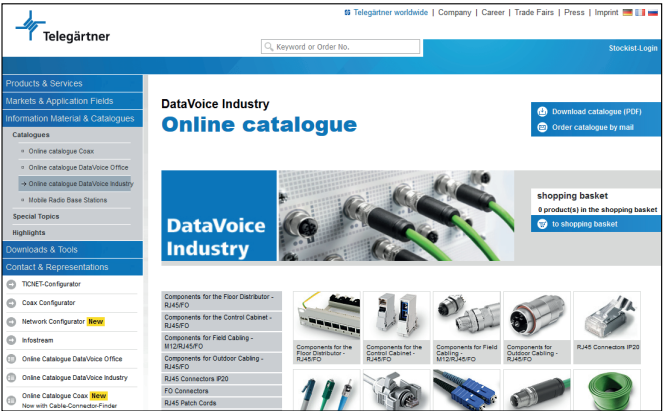 Telegärtner worldwide | Company | Career | Trade Fairs | Press | Imprint
Telegärtner
Keyword or Order No.
Stockist-Login
Products & Services
Markets & Application Fields
Information Material & Catalogues
Catalogues
Online catalogue Coax
Online catalogue DataVoice Office
Online catalogue DataVoice Industry
Mobile Radio Base Stations
Special Topics
Highlights
Downloads & Tools
Contact & Representations
TICNET-Configurator
Coax Configurator
Network Configurator New
Infostream
Online Catalogue DataVoice Office
Online Catalogue DataVoice Industry
Online Catalogue Coax New
Now with Cable-Connector-Finder
DataVoice Industry
Online catalogue
Download catalogue (PDF)
Order catalogue by mail
DataVoice
Industry
shopping basket
0 product(s) in the shopping basket
to shopping basket
Components for the Floor Distributor -
RJ45/FO
Components for the Control Cabinet -
RJ45/FO
Components for Field Cabling -
M12/RJ45/FO
Components for Outdoor Cabling -
RJ45/FO
RJ45 Connectors IP20
FO Connectors
RJ45 Patch Cords
Components for the
Floor Distributor -
RJ45/FO
Components for the
Control Cabinet -
RJ45/FO
Components for Field
Cabling -
M12/RJ45/FO
Components for
Outdoor Cabling -
RJ45/FO
RJ45 Connectors IP20